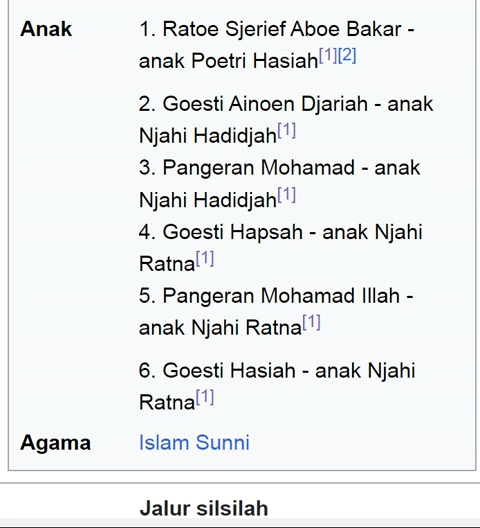 Anak
1. Ratoe Sjerief Aboe Bakar -
anak Poetri Hasiah[1][2]
2. Goesti Ainoen Djariah - anak
Njahi Hadidjah[1]
3. Pangeran Mohamad - anak
Njahi Hadidjah[1]
4. Goesti Hapsah - anak Njahi
Ratna[1]
5. Pangeran Mohamad Illah -
anak Njahi Ratna[1]
6. Goesti Hasiah - anak Njahi
Ratna[1]
Agama Islam Sunni
Jalur silsilah